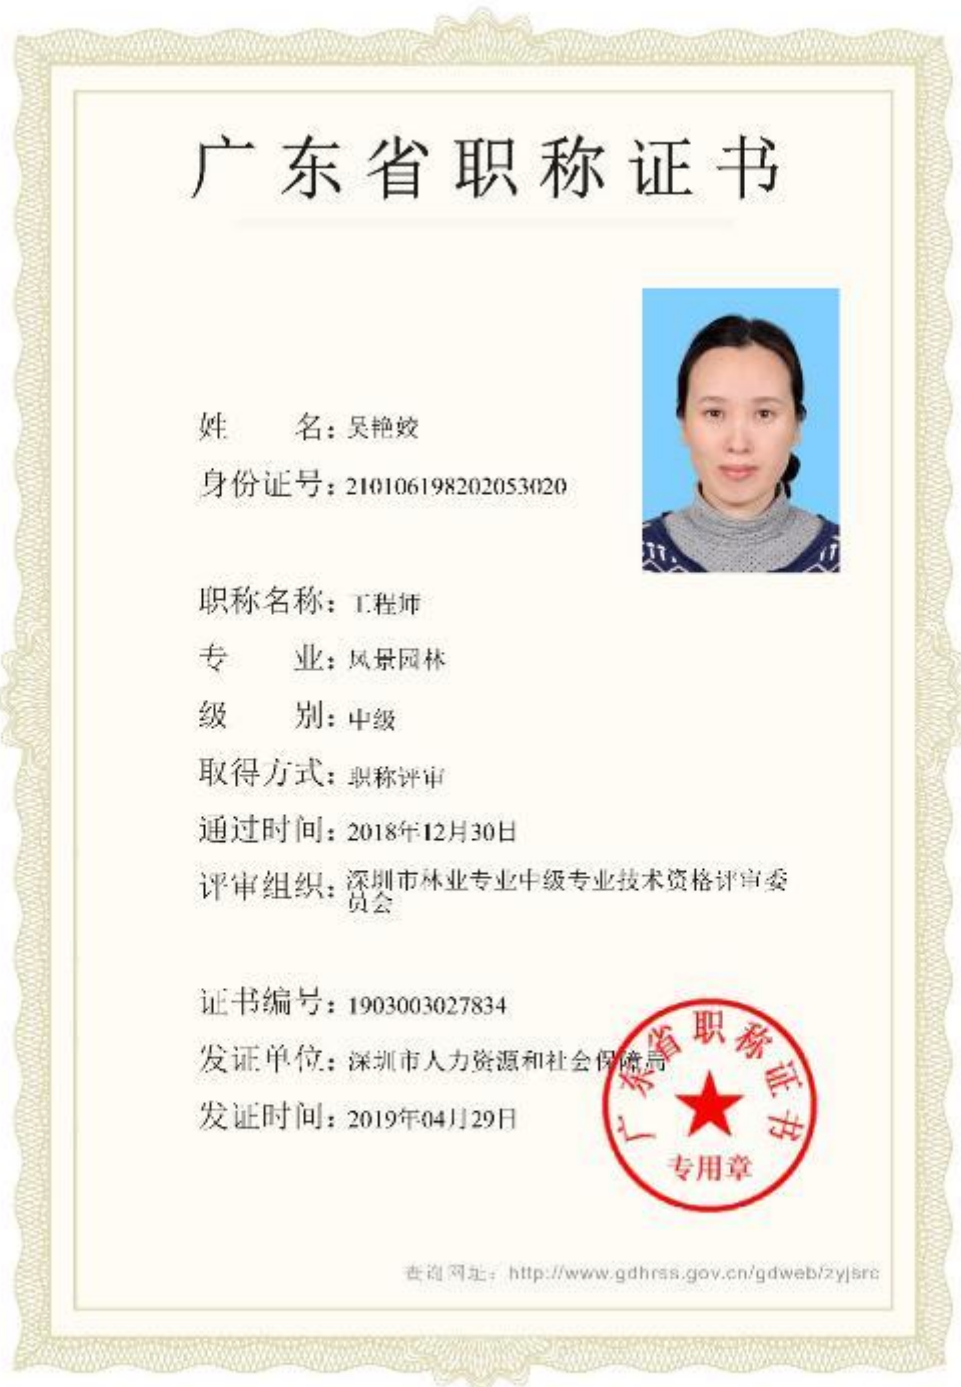 广东省职称证书
姓 名：吴艳姣
身份证号：210106198202053020
职称名称：工程师
专 业：风景园林
级 别：中级
取得方式：职称评审
通过时间：2018年12月30日
评审组织：深圳市林业专业中级专业技术资格评审委
员会
证书编号：1903003027834
发证单位：深圳市人力资源和社会保障局
发证时间：2019年04月29日
广东省职称证书
专用章
查询网址：http://www.gdhrss.gov.cn/gdweb/zyjsrc